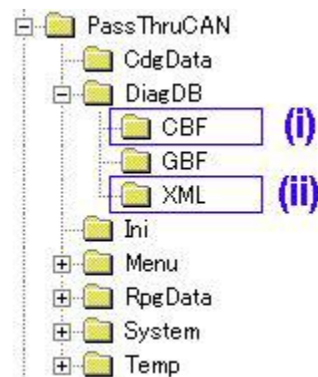 PassThruCAN
CdgData
DiagDB
CBF (i)
GBF
XML (ii)
Ini
Menu
RpgData
System
Temp